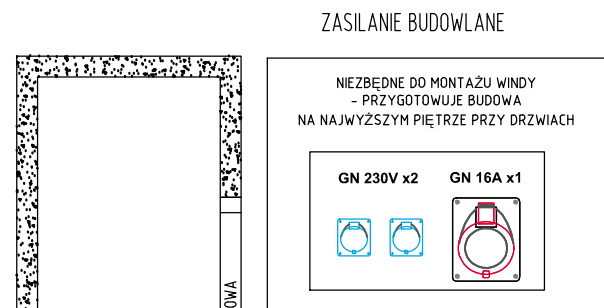 ZASILANIE BUDOWLANE
NIEZBĘDNE DO MONTAŻU WINDY
- PRZYGOTOWUJE BUDOWA
NA NAJWYŻSZYM PIĘTRZE PRZY DRZWIACH
GN 230V x2
GN 16A x1